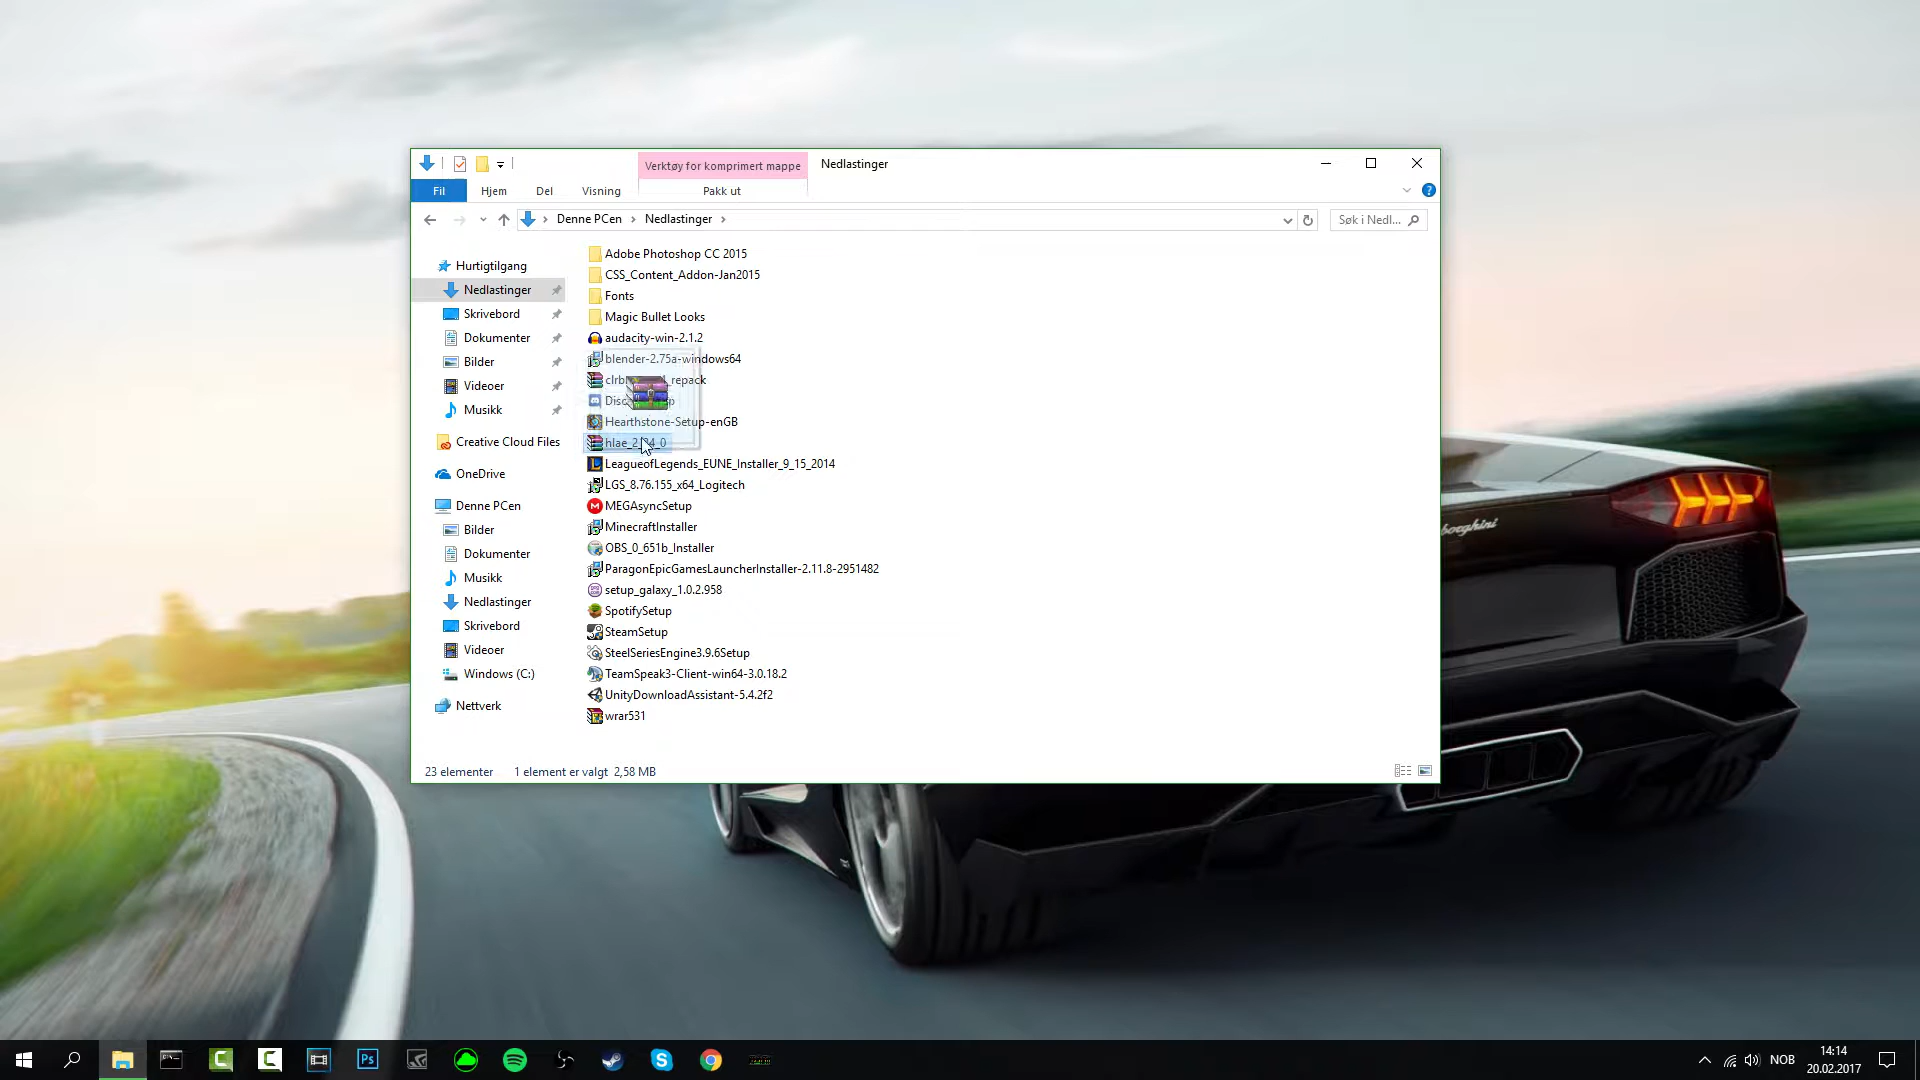 Verktøy for komprimert mappe
Nedlastinger
Fil
Hjem
Del
Visning
Pakk ut
Denne PCen
Nedlastinger
Søk i Nedl...
Hurtigtilgang
Nedlastinger
Skrivebord
Dokumenter
Bilder
Videoer
Musikk
Creative Cloud Files
OneDrive
Denne PCen
Bilder
Dokumenter
Musikk
Nedlastinger
Skrivebord
Videoer
Windows (C:)
Nettverk
Adobe Photoshop CC 2015
CSS_Content_Addon-Jan2015
Fonts
Magic Bullet Looks
audacity-win-2.1.2
blender-2.75a-windows64
Hearthstone-Setup-enGB
LeagueofLegends_EUNE_Installer_9_15_2014
LGS_8.76.155_x64_Logitech
MEGAsyncSetup
MinecraftInstaller
OBS_0_651b_Installer
ParagonEpicGamesLauncherInstaller-2.11.8-2951482
setup_galaxy_1.0.2.958
SpotifySetup
SteamSetup
SteelSeriesEngine3.9.6Setup
TeamSpeak3-Client-win64-3.0.18.2
UnityDownloadAssistant-5.4.2f2
wrar531
23 elementer
1 element er valgt 2,58 MB
Ps
NOB
14:14
20.02.2017